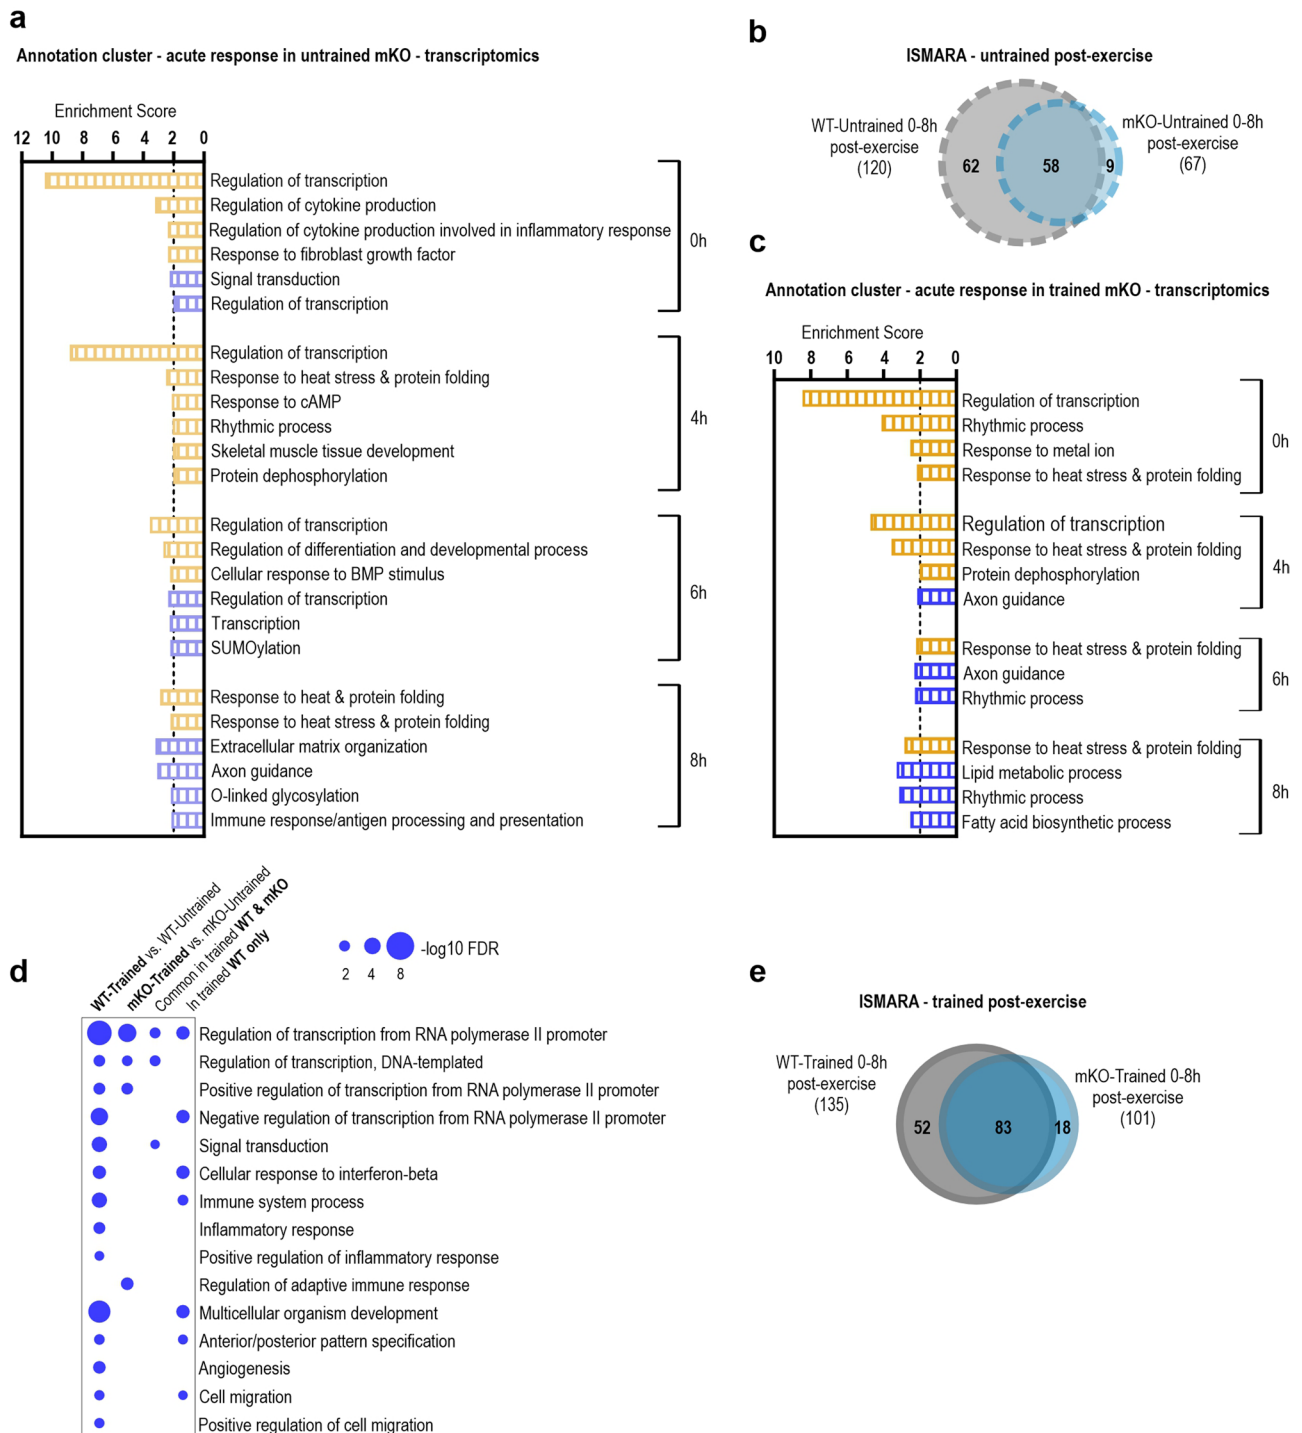 a
Annotation cluster - acute response in untrained mKO - transcriptomics
Enrichment Score
12 10 8 6 4 2 0
Regulation of transcription
Regulation of cytokine production
Regulation of cytokine production involved in inflammatory response
Response to fibroblast growth factor
Signal transduction
Regulation of transcription
0h
Regulation of transcription
Response to heat stress & protein folding
Response to cAMP
Rhythmic process
Skeletal muscle tissue development
Protein dephosphorylation
4h
Regulation of transcription
Regulation of differentiation and developmental process
Cellular response to BMP stimulus
Regulation of transcription
Transcription
SUMOylation
6h
Response to heat & protein folding
Response to heat stress & protein folding
Extracellular matrix organization
Axon guidance
O-linked glycosylation
Immune response/antigen processing and presentation
8h
b
ISMARA - untrained post-exercise
WT-Untrained 0-8h
post-exercise
(120)
62
58
9
mKO-Untrained 0-8h
post-exercise
(67)
c
Annotation cluster - acute response in trained mKO - transcriptomics
Enrichment Score
10 8 6 4 2 0
Regulation of transcription
Rhythmic process
Response to metal ion
Response to heat stress & protein folding
0h
Regulation of transcription
Response to heat stress & protein folding
Protein dephosphorylation
Axon guidance
4h
Response to heat stress & protein folding
Axon guidance
Rhythmic process
6h
Response to heat stress & protein folding
Lipid metabolic process
Rhythmic process
Fatty acid biosynthetic process
8h
d
WT-Trained vs. WT-Untrained
mKO-Trained vs. mKO-Untrained
Common in trained WT & mKO
In trained WT only
-log10 FDR
2 4 8
Regulation of transcription from RNA polymerase II promoter
Regulation of transcription, DNA-templated
Positive regulation of transcription from RNA polymerase II promoter
Negative regulation of transcription from RNA polymerase II promoter
Signal transduction
Cellular response to interferon-beta
Immune system process
Inflammatory response
Positive regulation of inflammatory response
Regulation of adaptive immune response
Multicellular organism development
Anterior/posterior pattern specification
Angiogenesis
Cell migration
Positive regulation of cell migration
e
ISMARA - trained post-exercise
WT-Trained 0-8h
post-exercise
(135)
52
83
18
mKO-Trained 0-8h
post-exercise
(101)